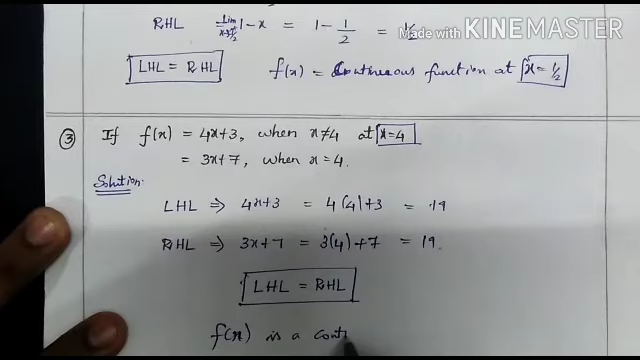 RHL lim x→1/2 1-x = 1 - 1/2 = 1/2
Made with KINEMASTER
LHL = RHL f(x) = Continuous function at x = 1/2
③ If f(x) = 4x+3, when x≠4 at x=4
= 3x+7, when x=4.
Solution:
LHL ⇒ 4x+3 = 4(4)+3 = 19
RHL ⇒ 3x+7 = 3(4)+7 = 19.
LHL = RHL
f(x) is a cont